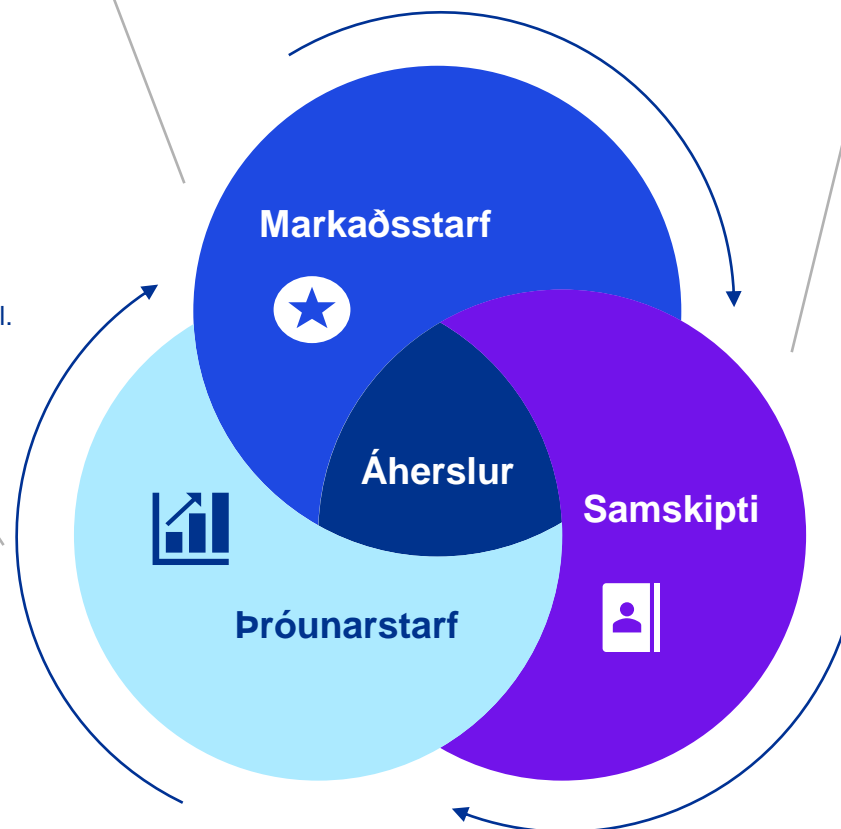 Markaðsstarf
l.
Áherslur
Samskipti
Þróunarstarf